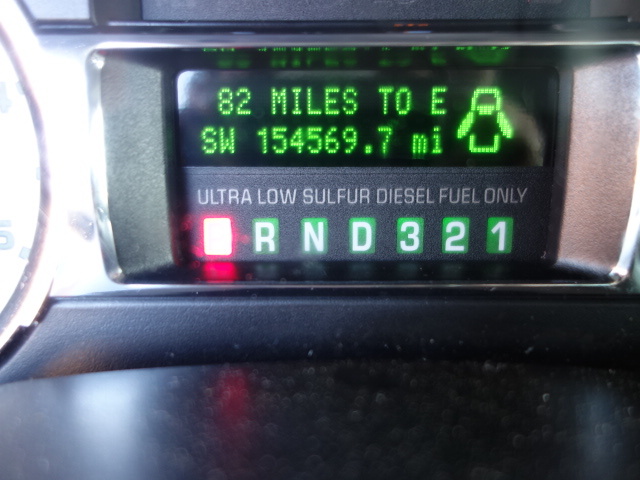 82 MILES TO E
SW 154569.7 mi
ULTRA LOW SULFUR DIESEL FUEL ONLY
R N D 3 2 1